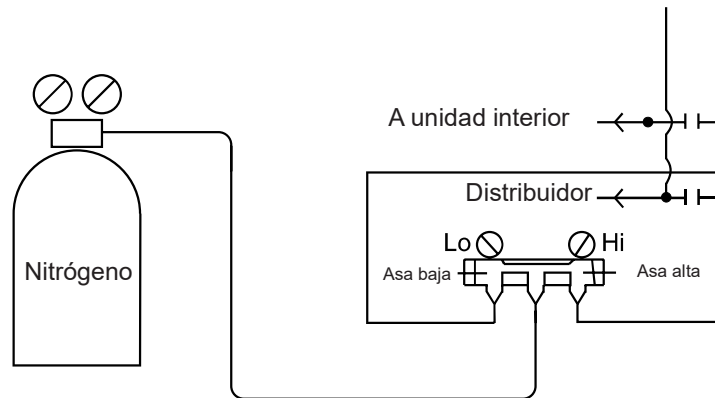 A unidad interior
Distribuidor
Lo
Hi
Nitrógeno
Asa baja
Asa alta